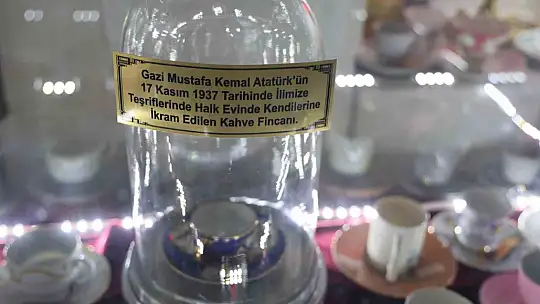 Gazi Mustafa Kemal Atatürk'ün
17 Kasım 1937 Tarihinde İlimize
Teşriflerinde Halk Evinde Kendilerine
İkram Edilen Kahve Fincanı.